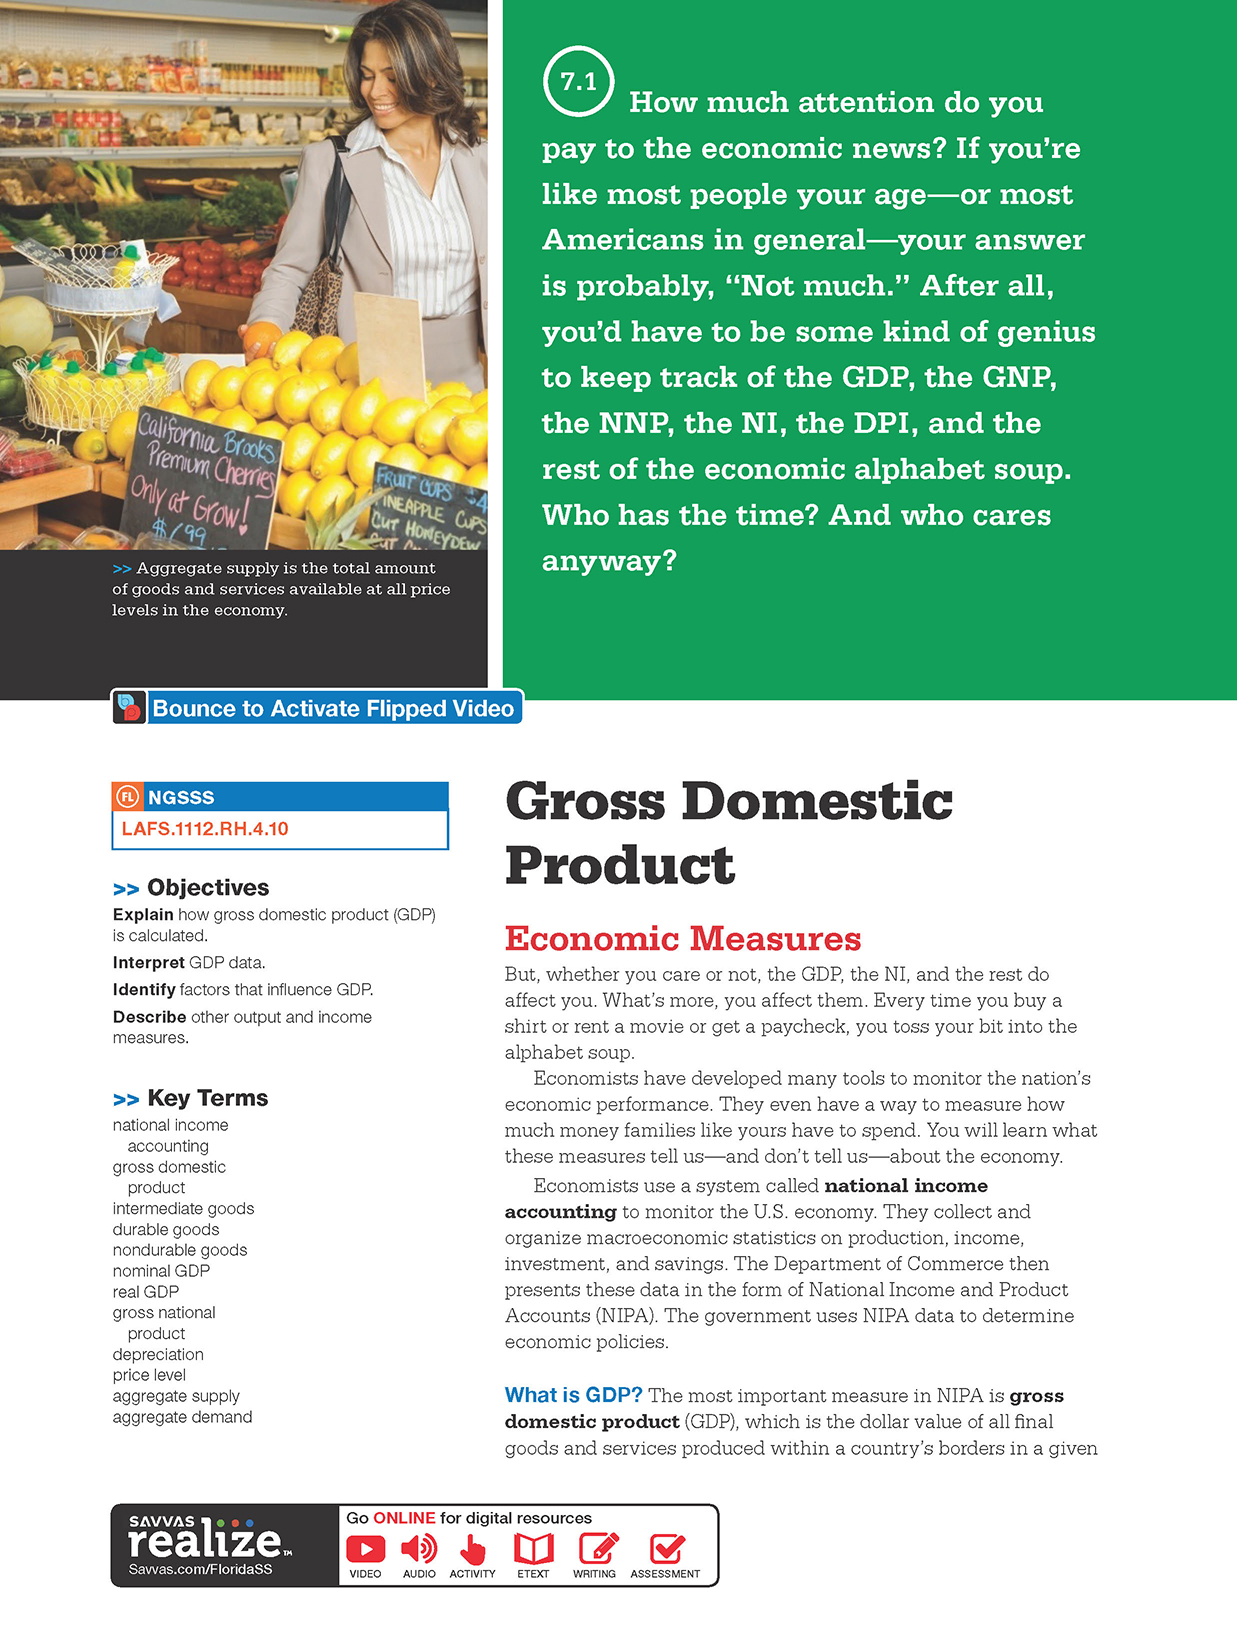 California Brooks
Premium Cherries
Only at Grow!
$1.99
FRUIT CUPS $4
INEAPPLE CUPS
CUT HONEYDEW
>> Aggregate supply is the total amount
of goods and services available at all price
levels in the economy.
7.1 How much attention do you
pay to the economic news? If you’re
like most people your age—or most
Americans in general—your answer
is probably, “Not much.” After all,
you’d have to be some kind of genius
to keep track of the GDP, the GNP,
the NNP, the NI, the DPI, and the
rest of the economic alphabet soup.
Who has the time? And who cares
anyway?
Bounce to Activate Flipped Video
FL NGSSS
LAFS.1112.RH.4.10
>> Objectives
Explain how gross domestic product (GDP)
is calculated.
Interpret GDP data.
Identify factors that influence GDP.
Describe other output and income
measures.
>> Key Terms
national income
accounting
gross domestic
product
intermediate goods
durable goods
nondurable goods
nominal GDP
real GDP
gross national
product
depreciation
price level
aggregate supply
aggregate demand
Gross Domestic
Product
Economic Measures
But, whether you care or not, the GDP, the NI, and the rest do
affect you. What’s more, you affect them. Every time you buy a
shirt or rent a movie or get a paycheck, you toss your bit into the
alphabet soup.
Economists have developed many tools to monitor the nation’s
economic performance. They even have a way to measure how
much money families like yours have to spend. You will learn what
these measures tell us—and don’t tell us—about the economy.
Economists use a system called national income
accounting to monitor the U.S. economy. They collect and
organize macroeconomic statistics on production, income,
investment, and savings. The Department of Commerce then
presents these data in the form of National Income and Product
Accounts (NIPA). The government uses NIPA data to determine
economic policies.
What is GDP? The most important measure in NIPA is gross
domestic product (GDP), which is the dollar value of all final
goods and services produced within a country’s borders in a given
SAVVAS
realize™
Savvas.com/FloridaSS
Go ONLINE for digital resources
VIDEO AUDIO ACTIVITY ETEXT WRITING ASSESSMENT